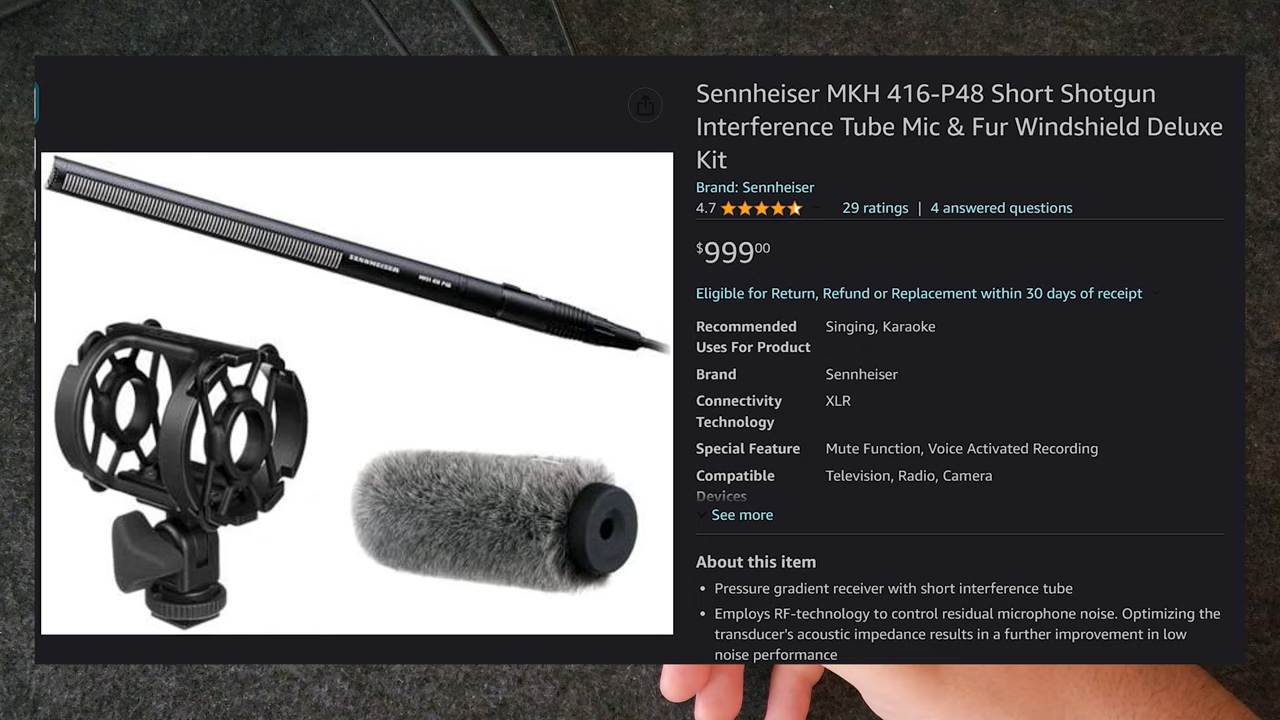 Sennheiser MKH 416-P48 Short Shotgun
Interference Tube Mic & Fur Windshield Deluxe
Kit
Brand: Sennheiser
4.7 29 ratings | 4 answered questions
$99900
Eligible for Return, Refund or Replacement within 30 days of receipt
Recommended Singing, Karaoke
Uses For Product
Brand Sennheiser
Connectivity XLR
Technology
Special Feature Mute Function, Voice Activated Recording
Compatible Television, Radio, Camera
Devices
See more
About this item
• Pressure gradient receiver with short interference tube
• Employs RF-technology to control residual microphone noise. Optimizing the
transducer's acoustic impedance results in a further improvement in low
noise performance
SENNHEISER MKH 416 P48